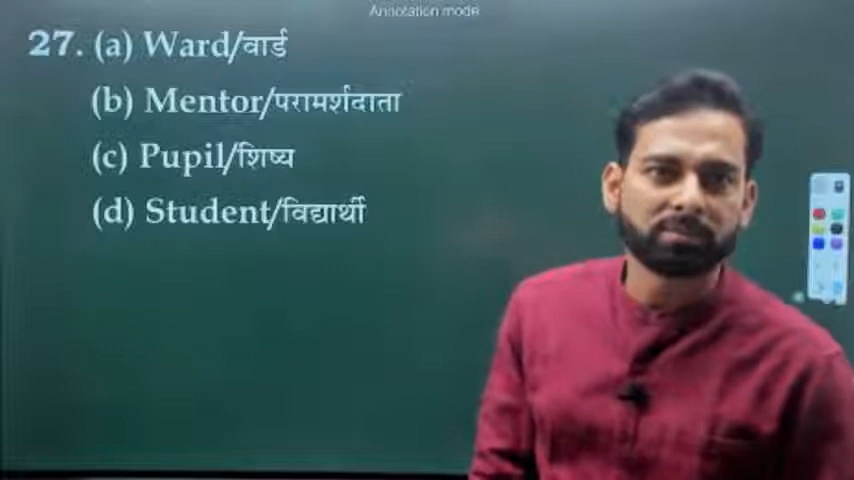 Annotation mode
27. (a) Ward/वार्ड
(b) Mentor/परामर्शदाता
(c) Pupil/शिष्य
(d) Student/विद्यार्थी